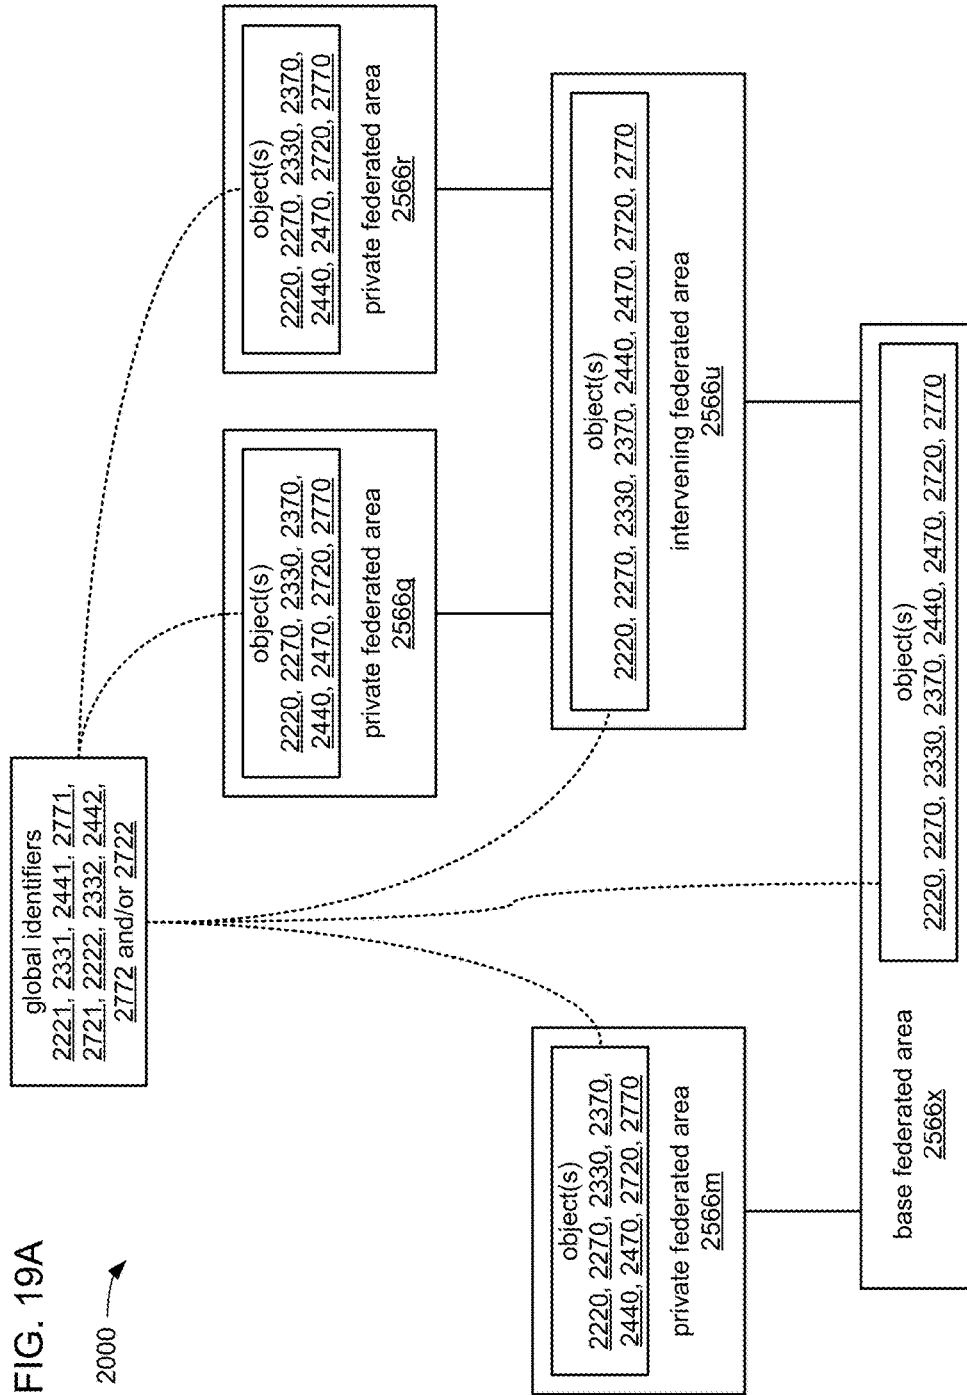 FIG. 19A
2000
global identifiers
2221, 2331, 2441, 2771,
2721, 2222, 2332, 2442,
2772 and/or 2722
object(s)
2220, 2270, 2330, 2370,
2440, 2470, 2720, 2770
private federated area
2566q
object(s)
2220, 2270, 2330, 2370,
2440, 2470, 2720, 2770
private federated area
2566r
object(s)
2220, 2270, 2330, 2370,
2440, 2470, 2720, 2770
private federated area
2566m
object(s)
2220, 2270, 2330, 2370, 2440, 2470, 2720, 2770
intervening federated area
2566u
object(s)
2220, 2270, 2330, 2370, 2440, 2470, 2720, 2770
base federated area
2566x